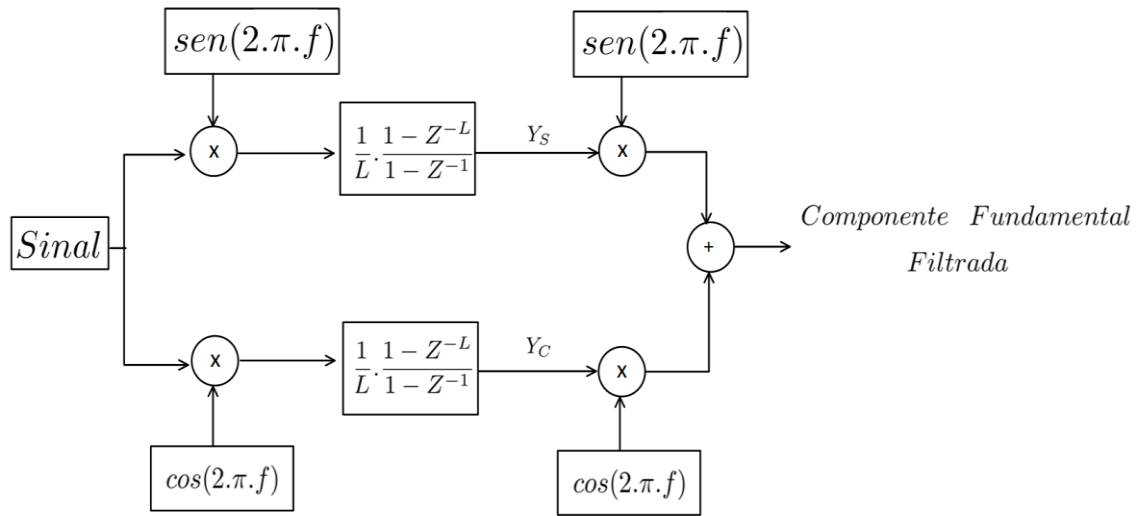 sen(2.π.f)
sen(2.π.f)
x
1/L . (1 − Z^{−L})/(1 − Z^{−1})
Y_S
x
Sinal
+
Componente Fundamental
Filtrada
x
1/L . (1 − Z^{−L})/(1 − Z^{−1})
Y_C
x
cos(2.π.f)
cos(2.π.f)